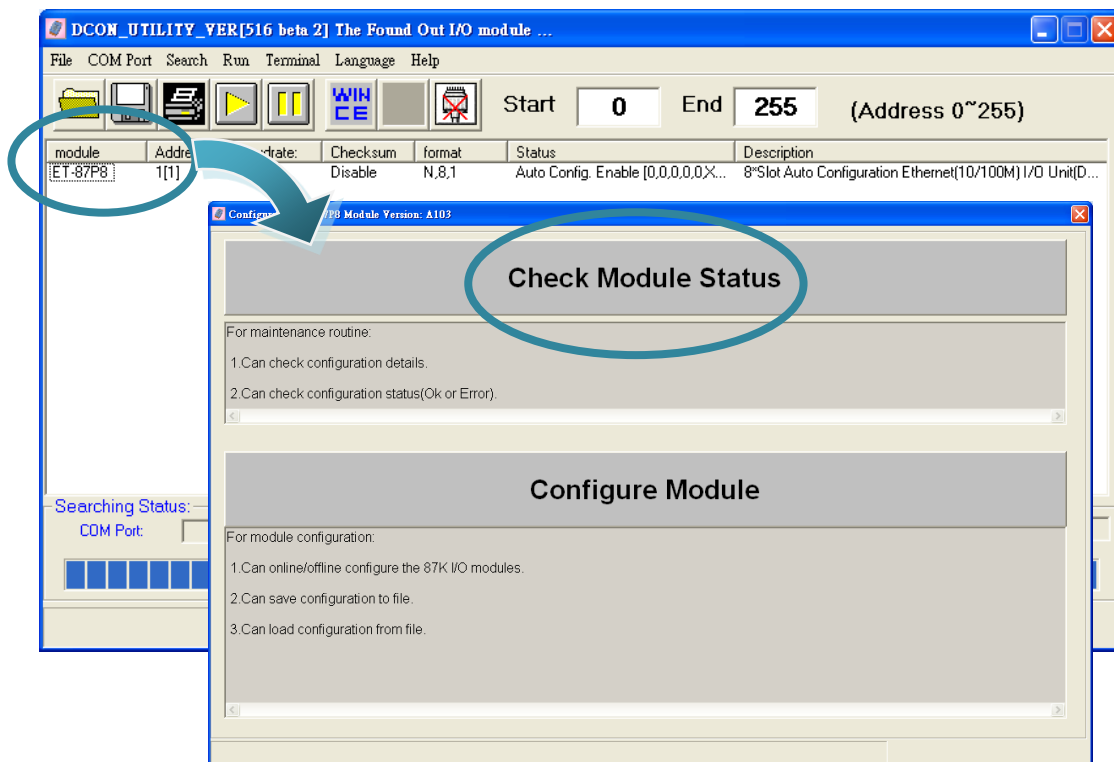 DCON_UTILITY_VER[516 beta 2] The Found Out I/O module ...
File COM Port Search Run Terminal Language Help
WIN CE Start 0 End 255 (Address 0~255)
module Addre drate: Checksum format Status Description
ET-87P8 1[1] Disable N,8,1 Auto Config. Enable [0,0,0,0,0,X... 8*Slot Auto Configuration Ethernet(10/100M) I/O Unit(D...
Configu 7P8 Module Version: A103
Check Module Status
For maintenance routine:
1.Can check configuration details.
2.Can check configuration status(Ok or Error).
Configure Module
For module configuration:
1.Can online/offline configure the 87K I/O modules.
2.Can save configuration to file.
3.Can load configuration from file.
Searching Status:
COM Port: